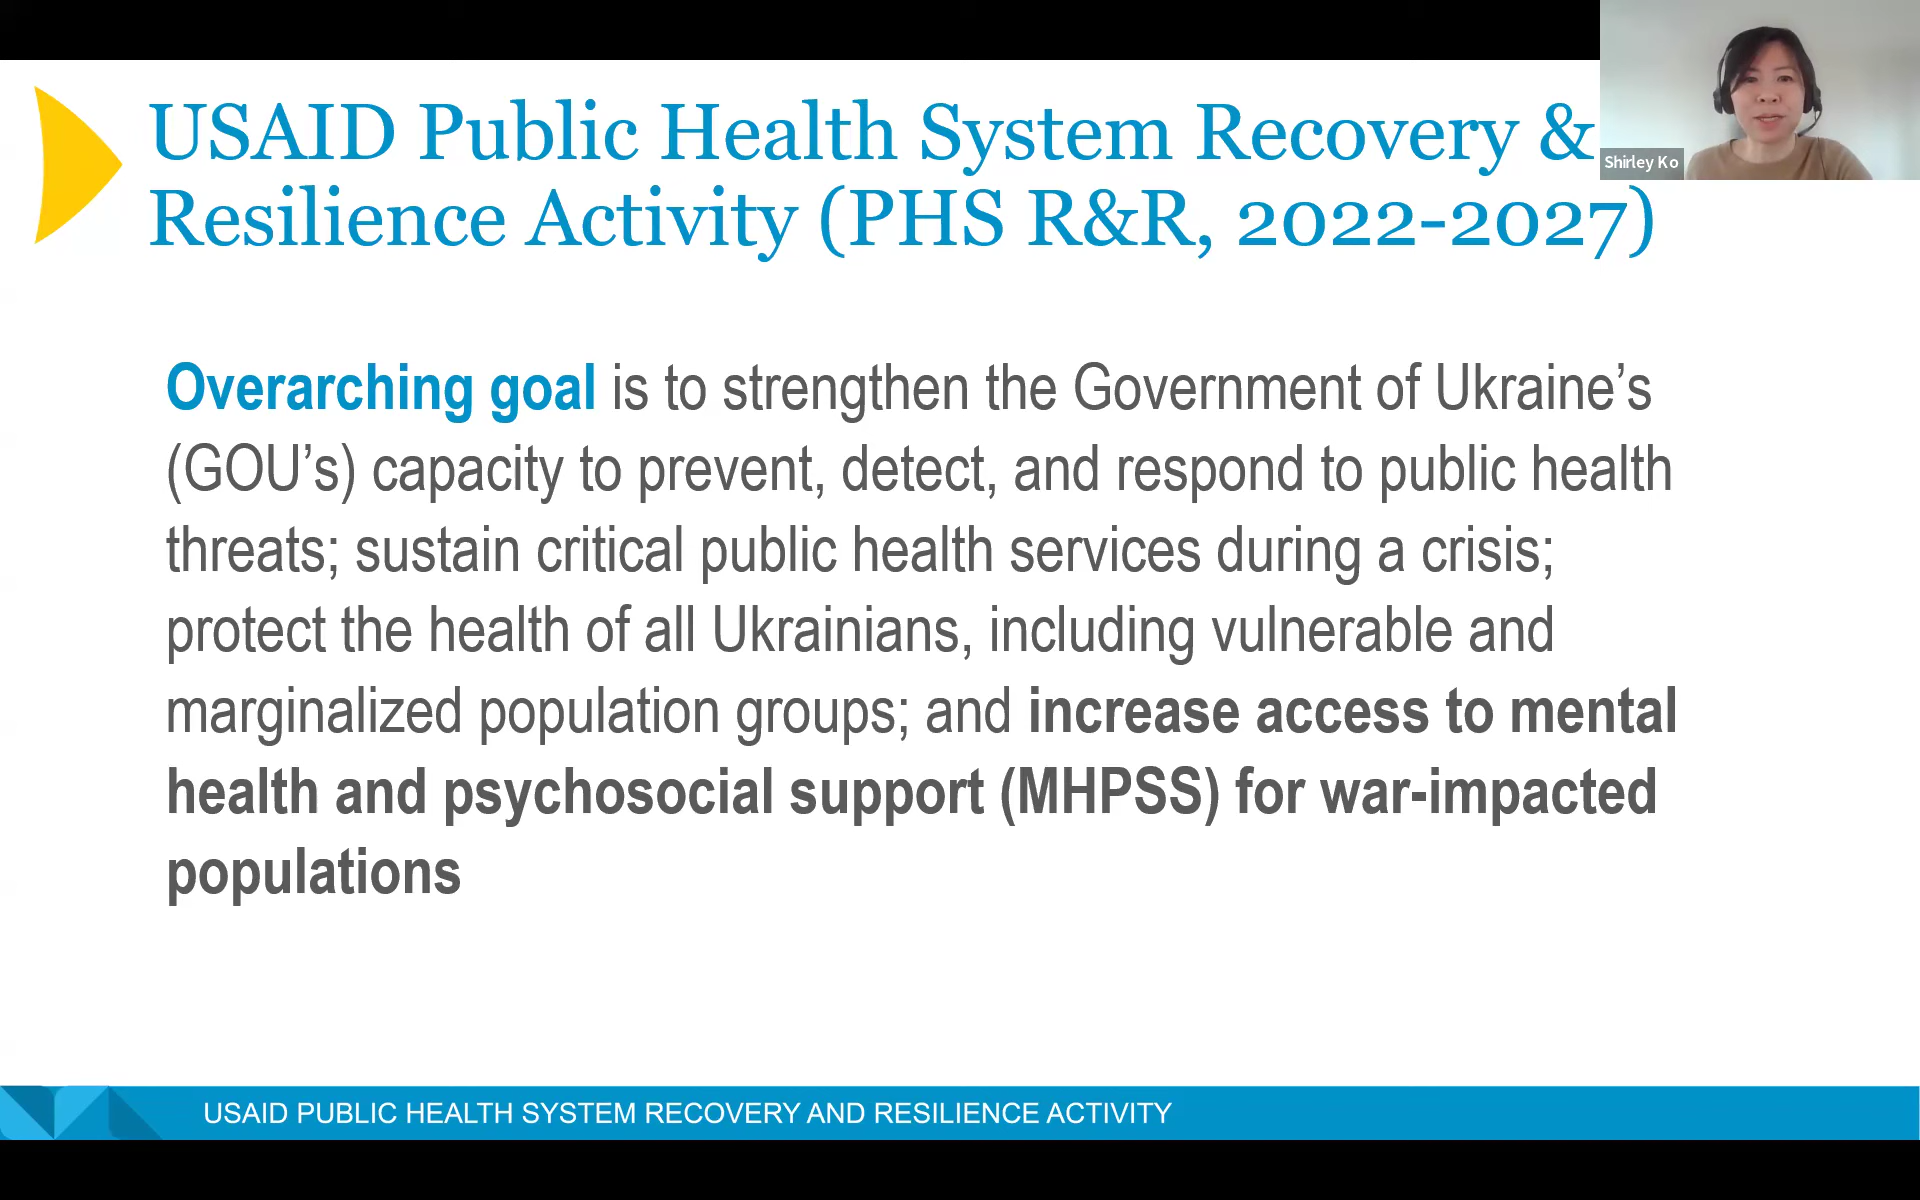 USAID Public Health System Recovery &
Resilience Activity (PHS R&R, 2022-2027)
Shirley Ko
Overarching goal is to strengthen the Government of Ukraine’s
(GOU’s) capacity to prevent, detect, and respond to public health
threats; sustain critical public health services during a crisis;
protect the health of all Ukrainians, including vulnerable and
marginalized population groups; and increase access to mental
health and psychosocial support (MHPSS) for war-impacted
populations
USAID PUBLIC HEALTH SYSTEM RECOVERY AND RESILIENCE ACTIVITY